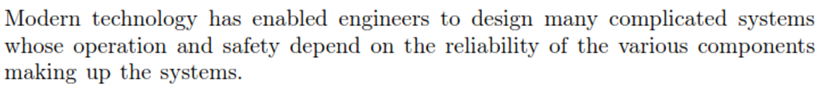 Modern technology has enabled engineers to design many complicated systems
whose operation and safety depend on the reliability of the various components
making up the systems.